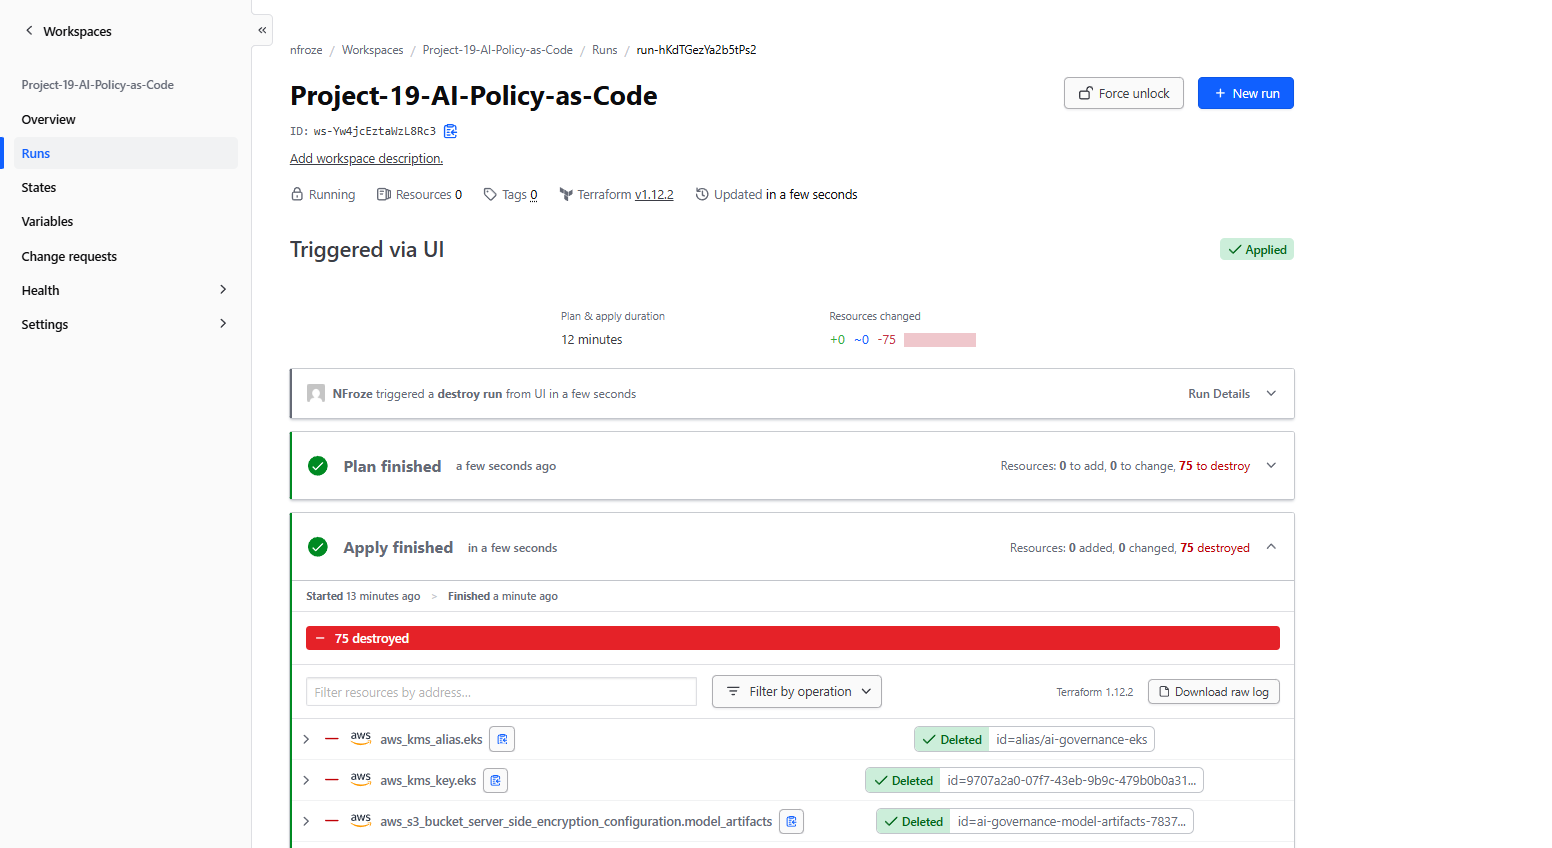 Workspaces
Project-19-AI-Policy-as-Code
Overview
Runs
States
Variables
Change requests
Health
Settings
nfroze / Workspaces / Project-19-AI-Policy-as-Code / Runs / run-hKdTGezYa2b5tPs2
Project-19-AI-Policy-as-Code
Force unlock
+ New run
ID: ws-Yw4jcEztaWzL8Rc3
Add workspace description.
Running Resources 0 Tags 0 Terraform v1.12.2 Updated in a few seconds
Triggered via UI
Applied
Plan & apply duration
12 minutes
Resources changed
+0 ~0 -75
NFroze triggered a destroy run from UI in a few seconds
Run Details
Plan finished a few seconds ago
Resources: 0 to add, 0 to change, 75 to destroy
Apply finished in a few seconds
Resources: 0 added, 0 changed, 75 destroyed
Started 13 minutes ago > Finished a minute ago
75 destroyed
Filter resources by address...
Filter by operation
Terraform 1.12.2
Download raw log
aws aws_kms_alias.eks
Deleted id=alias/ai-governance-eks
aws aws_kms_key.eks
Deleted id=9707a2a0-07f7-43eb-9b9c-479b0b0a31...
aws aws_s3_bucket_server_side_encryption_configuration.model_artifacts
Deleted id=ai-governance-model-artifacts-7837...